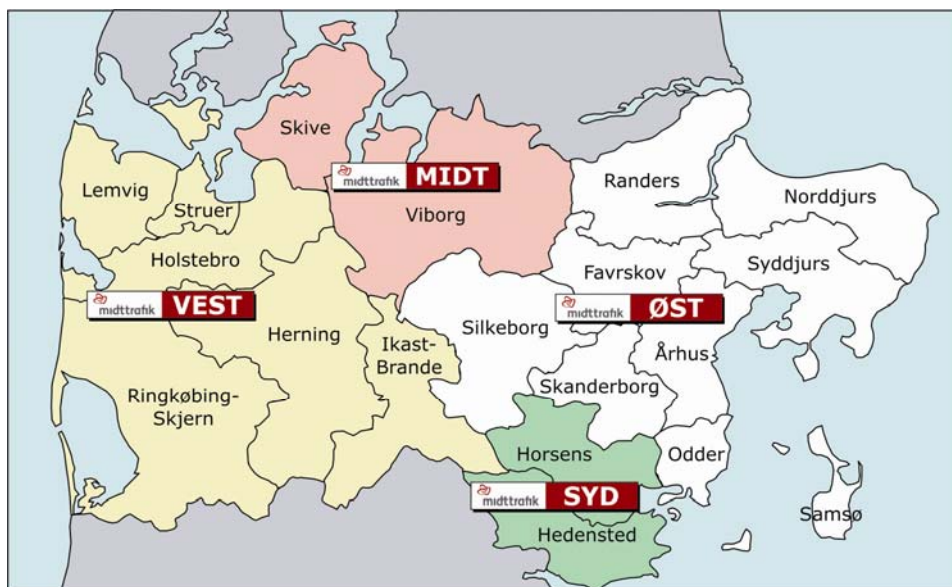 Skive
midttrafik MIDT
Lemvig
Struer
Viborg
Randers
Norddjurs
Holstebro
Favrskov
Syddjurs
midttrafik VEST
midttrafik ØST
Herning
Silkeborg
Ikast-
Brande
Århus
Ringkøbing-
Skjern
Skanderborg
Horsens
Odder
midttrafik SYD
Samsø
Hedensted